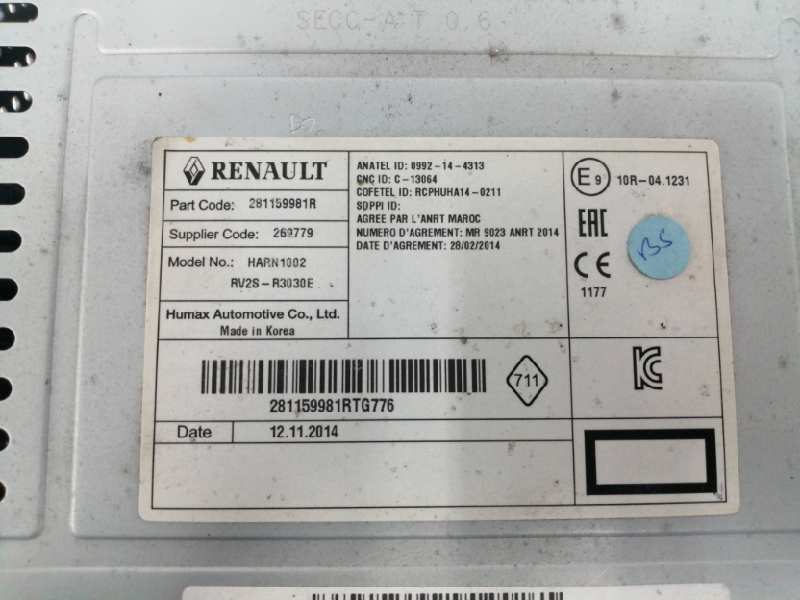 SECC-AT 0.6
RENAULT
Part Code: 281159981R
Supplier Code: 269779
Model No.: HARN1002
RV2S-R3030E
Humax Automotive Co., Ltd.
Made in Korea
ANATEL ID: 0992-14-4313
CNC ID: C-13064
COFETEL ID: RCPHUHA14-0211
SDPPI ID:
AGREE PAR L'ANRT MAROC
NUMERO D'AGREMENT: MR 9023 ANRT 2014
DATE D'AGREMENT: 28/02/2014
E9 10R-04.1231
EAC
CE
1177
BS
281159981RTG776
711
KC
Date 12.11.2014